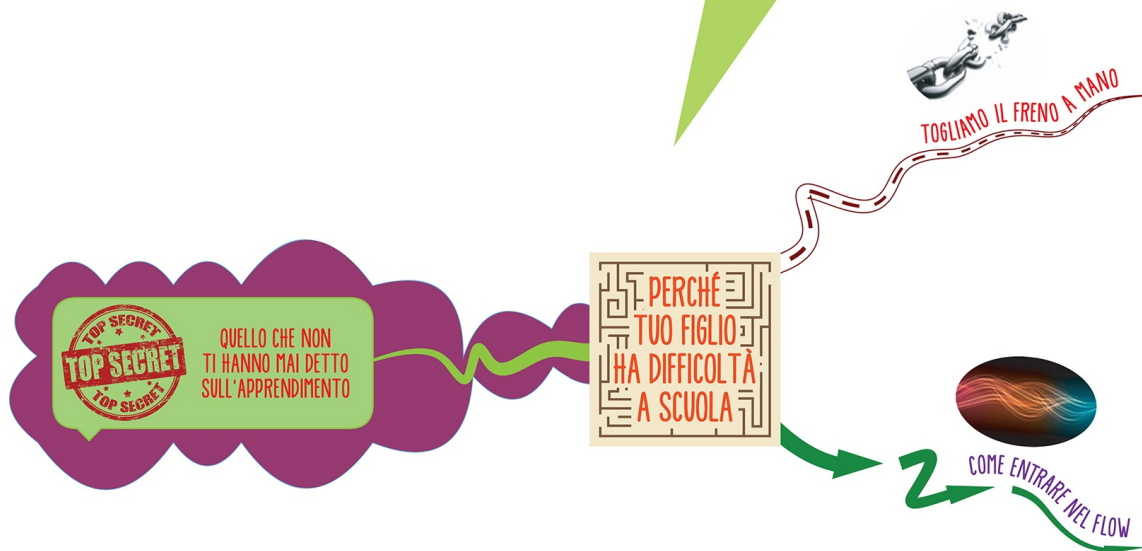 TOGLIAMO IL FRENO A MANO
TOP SECRET
TOP SECRET
TOP SECRET
QUELLO CHE NON
TI HANNO MAI DETTO
SULL'APPRENDIMENTO
PERCHÉ
TUO FIGLIO
HA DIFFICOLTÀ
A SCUOLA
COME ENTRARE NEL FLOW